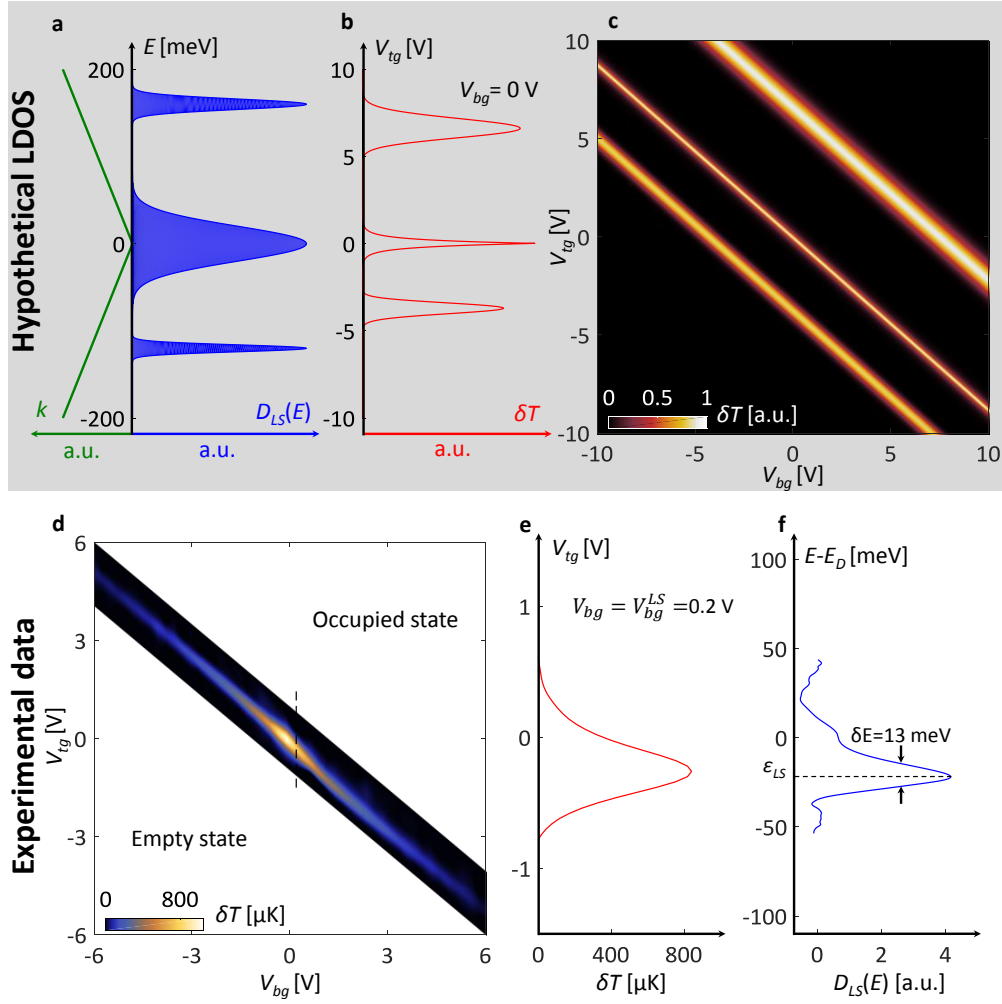 Hypothetical LDOS
a
E [meV]
200
0
-200
k
a.u.
D_LS(E)
a.u.
b
V_tg [V]
10
5
0
-5
-10
V_bg = 0 V
δT
a.u.
c
10
5
0
-5
-10
V_tg [V]
0 0.5 1
δT [a.u.]
-10 -5 0 5 10
V_bg [V]
Experimental data
d
6
3
0
-3
-6
V_tg [V]
Occupied state
Empty state
0 800
δT [µK]
-6 -3 0 3 6
V_bg [V]
e
V_tg [V]
1
0
-1
V_bg = V_bg^LS =0.2 V
0 400 800
δT [µK]
f
E-E_D [meV]
100
50
0
-50
-100
δE=13 meV
ε_LS
0 2 4
D_LS(E) [a.u.]